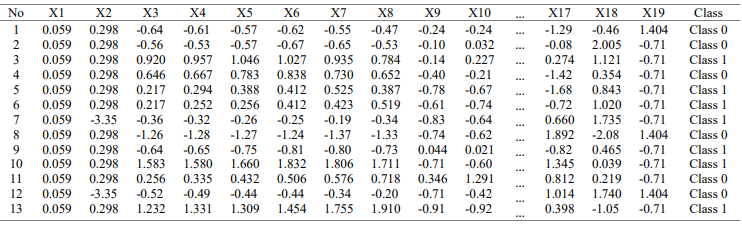 No X1 X2 X3 X4 X5 X6 X7 X8 X9 X10 ... X17 X18 X19 Class
1 0.059 0.298 -0.64 -0.61 -0.57 -0.62 -0.55 -0.47 -0.24 -0.24 ... -1.29 -0.46 1.404 Class 0
2 0.059 0.298 -0.56 -0.53 -0.57 -0.67 -0.65 -0.53 -0.10 0.032 ... -0.08 2.005 -0.71 Class 0
3 0.059 0.298 0.920 0.957 1.046 1.027 0.935 0.784 -0.14 0.227 ... 0.274 1.121 -0.71 Class 1
4 0.059 0.298 0.646 0.667 0.783 0.838 0.730 0.652 -0.40 -0.21 ... -1.42 0.354 -0.71 Class 0
5 0.059 0.298 0.217 0.294 0.388 0.412 0.525 0.387 -0.78 -0.67 ... -1.68 0.843 -0.71 Class 1
6 0.059 0.298 0.217 0.252 0.256 0.412 0.423 0.519 -0.61 -0.74 ... -0.72 1.020 -0.71 Class 1
7 0.059 -3.35 -0.36 -0.32 -0.26 -0.25 -0.19 -0.34 -0.83 -0.64 ... 0.660 1.735 -0.71 Class 1
8 0.059 0.298 -1.26 -1.28 -1.27 -1.24 -1.37 -1.33 -0.74 -0.62 ... 1.892 -2.08 1.404 Class 0
9 0.059 0.298 -0.64 -0.65 -0.75 -0.81 -0.80 -0.73 0.044 0.021 ... -0.82 0.465 -0.71 Class 1
10 0.059 0.298 1.583 1.580 1.660 1.832 1.806 1.711 -0.71 -0.60 ... 1.345 0.039 -0.71 Class 1
11 0.059 0.298 0.256 0.335 0.432 0.506 0.576 0.718 0.346 1.291 ... 0.812 0.219 -0.71 Class 0
12 0.059 -3.35 -0.52 -0.49 -0.44 -0.44 -0.34 -0.20 -0.71 -0.42 ... 1.014 1.740 1.404 Class 0
13 0.059 0.298 1.232 1.331 1.309 1.454 1.755 1.910 -0.91 -0.92 ... 0.398 -1.05 -0.71 Class 1